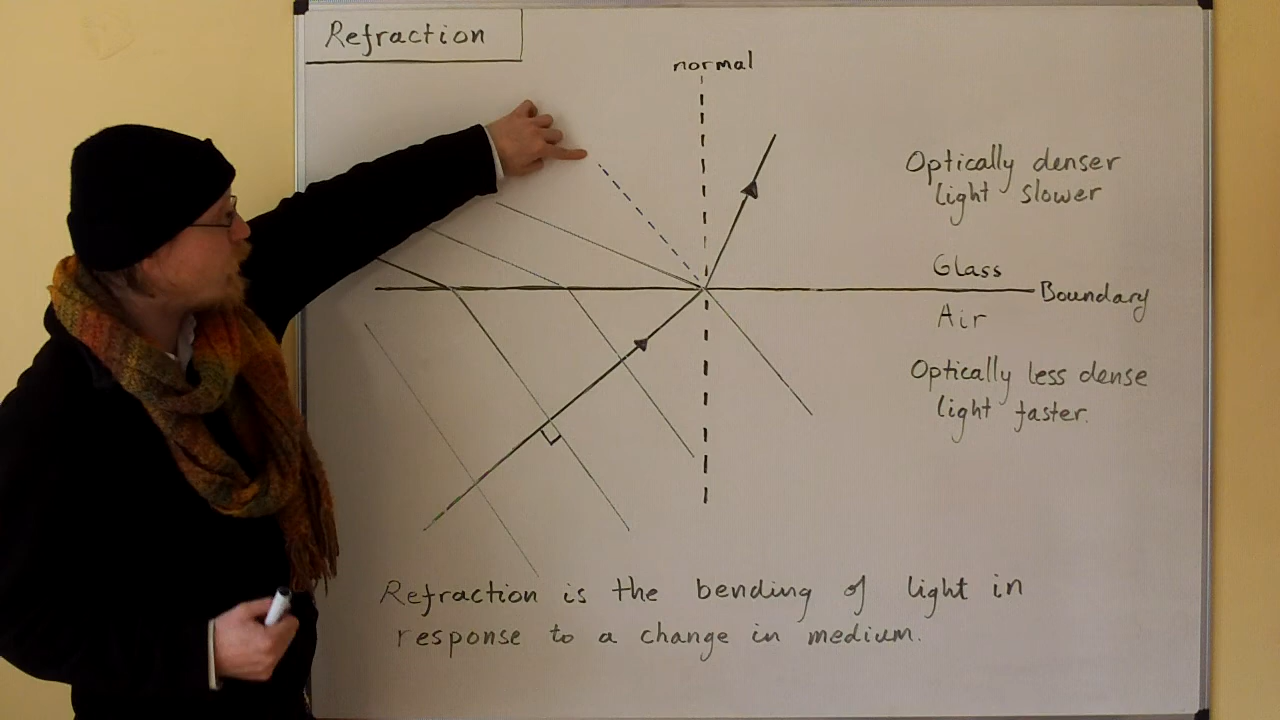 Refraction
normal
Optically denser
light slower
Glass
Boundary
Air
Optically less dense
light faster.
Refraction is the bending of light in
response to a change in medium.